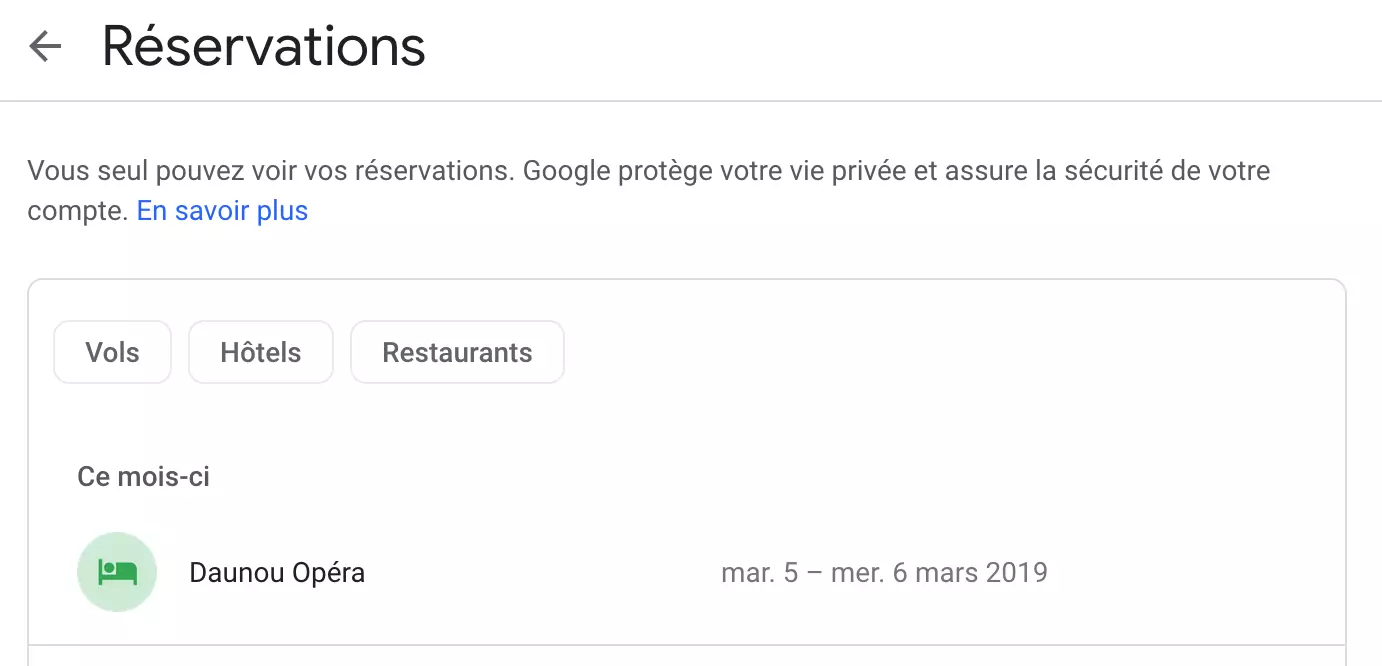 Réservations
Vous seul pouvez voir vos réservations. Google protège votre vie privée et assure la sécurité de votre
compte. En savoir plus
Vols Hôtels Restaurants
Ce mois-ci
Daunou Opéra mar. 5 – mer. 6 mars 2019